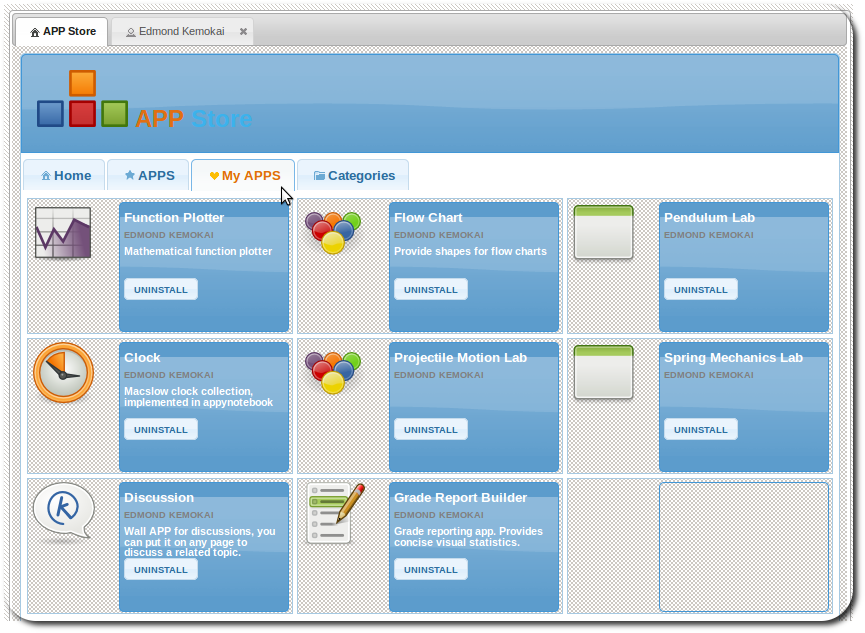 APP Store
Edmond Kemokai
APP Store
Home
APPS
My APPS
Categories
Function Plotter
EDMOND KEMOKAI
Mathematical function plotter
UNINSTALL
Flow Chart
EDMOND KEMOKAI
Provide shapes for flow charts
UNINSTALL
Pendulum Lab
EDMOND KEMOKAI
UNINSTALL
Clock
EDMOND KEMOKAI
Macslow clock collection,
implemented in appynotebook
UNINSTALL
Projectile Motion Lab
EDMOND KEMOKAI
UNINSTALL
Spring Mechanics Lab
EDMOND KEMOKAI
UNINSTALL
Discussion
EDMOND KEMOKAI
Wall APP for discussions, you
can put it on any page to
discuss a related topic.
UNINSTALL
Grade Report Builder
EDMOND KEMOKAI
Grade reporting app. Provides
concise visual statistics.
UNINSTALL